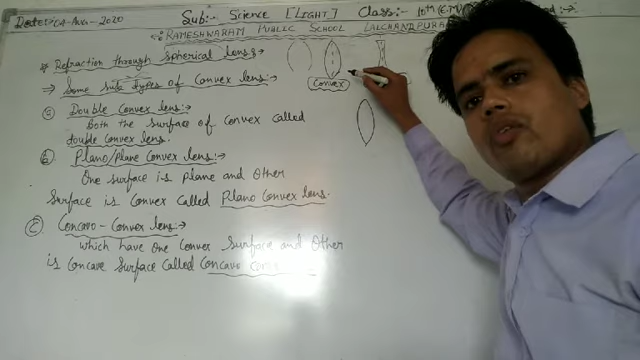 Date:- 04-Aug-2020 Sub:- Science [LIGHT] Class:- 10th (E.M)
RAMESHWARAM PUBLIC SCHOOL LALCHANDPURA
* Refraction through spherical lens:-
⇒ Some sub types of Convex lens:-
Convex
(a) Double Convex lens:-
Both the surface of convex called
double convex lens.
(b) Plano/plane Convex lens:→
One surface is plane and other
Surface is convex called Plano Convex lens.
(C) Concavo-Convex lens:→
which have one Convex Surface and Other
is Concave Surface Called Concavo